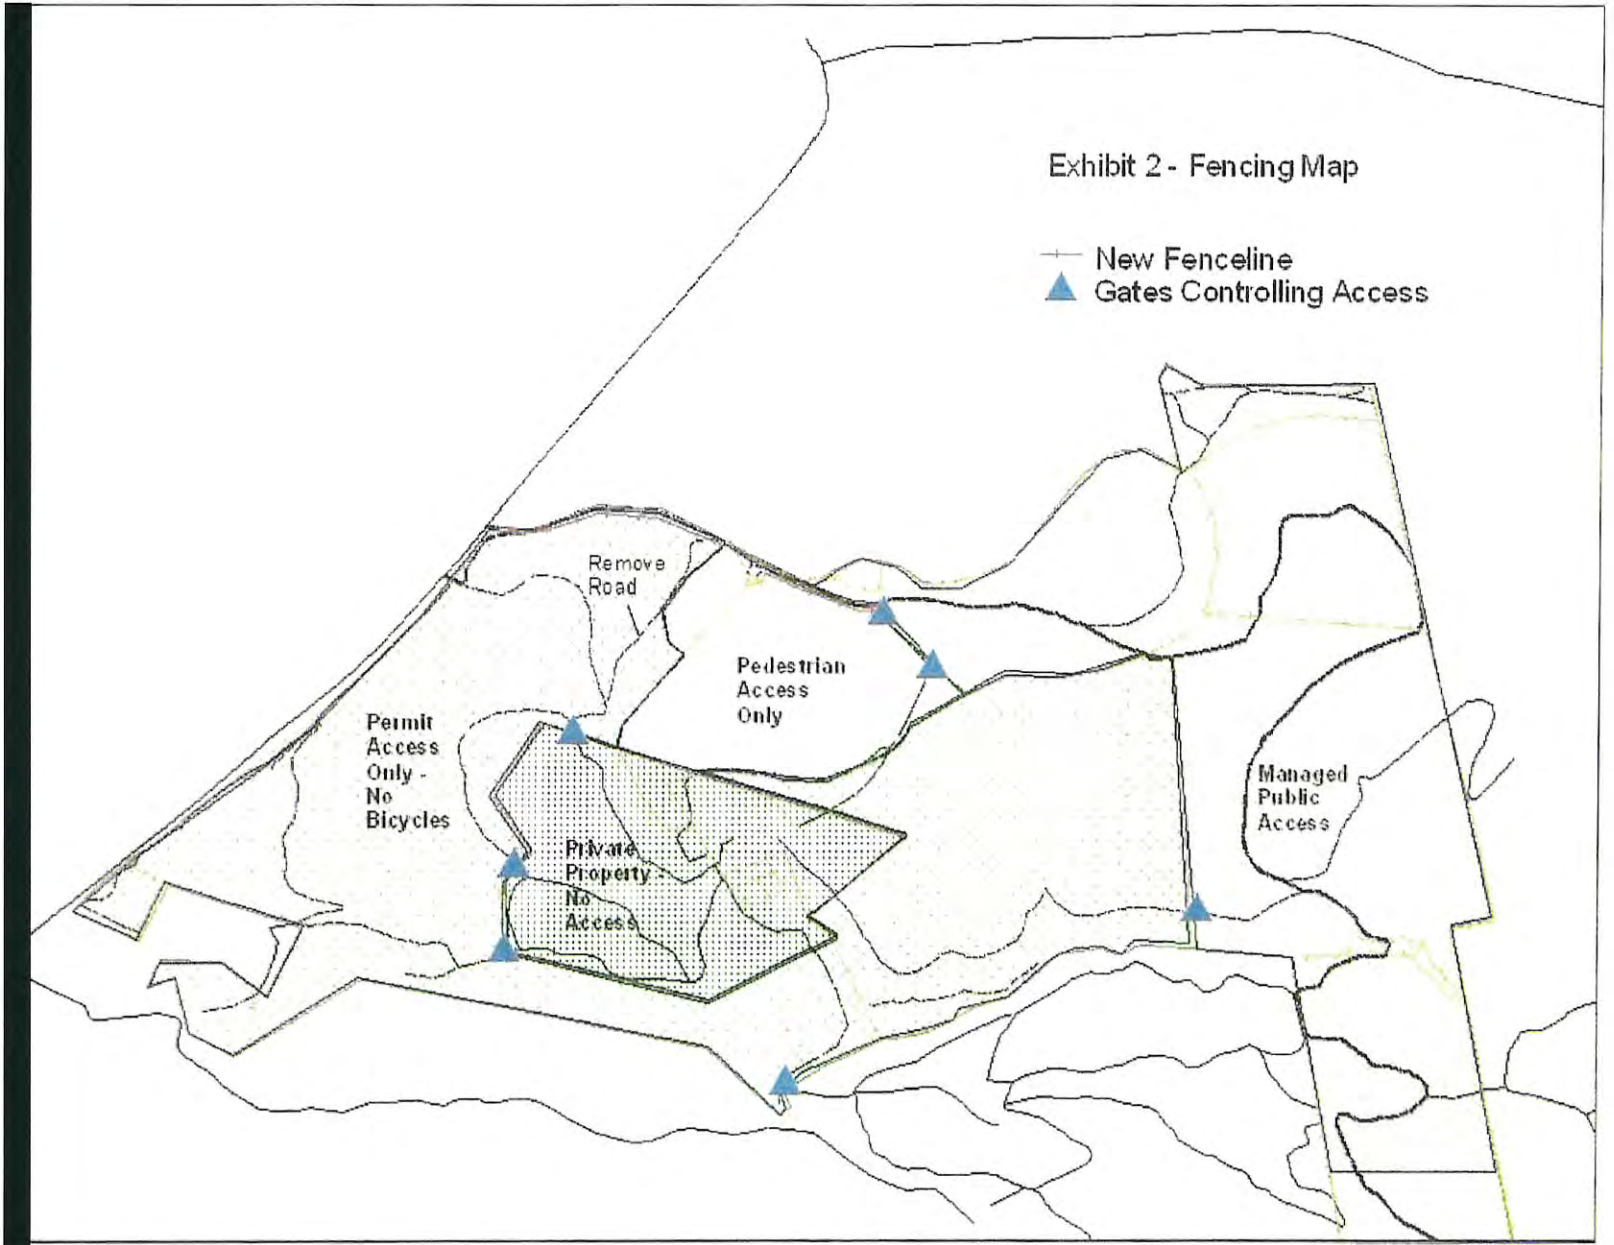 Exhibit 2 - Fencing Map
New Fenceline
Gates Controlling Access
Remove
Road
Pedestrian
Access
Only
Permit
Access
Only -
No
Bicycles
Managed
Public
Access
Private
Property -
No
Access